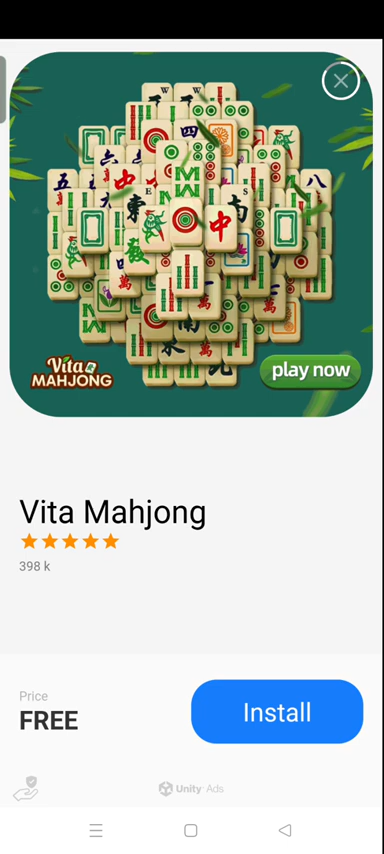 Vita
MAHJONG
play now
Vita Mahjong
398 k
Price
FREE
Install
Unity Ads